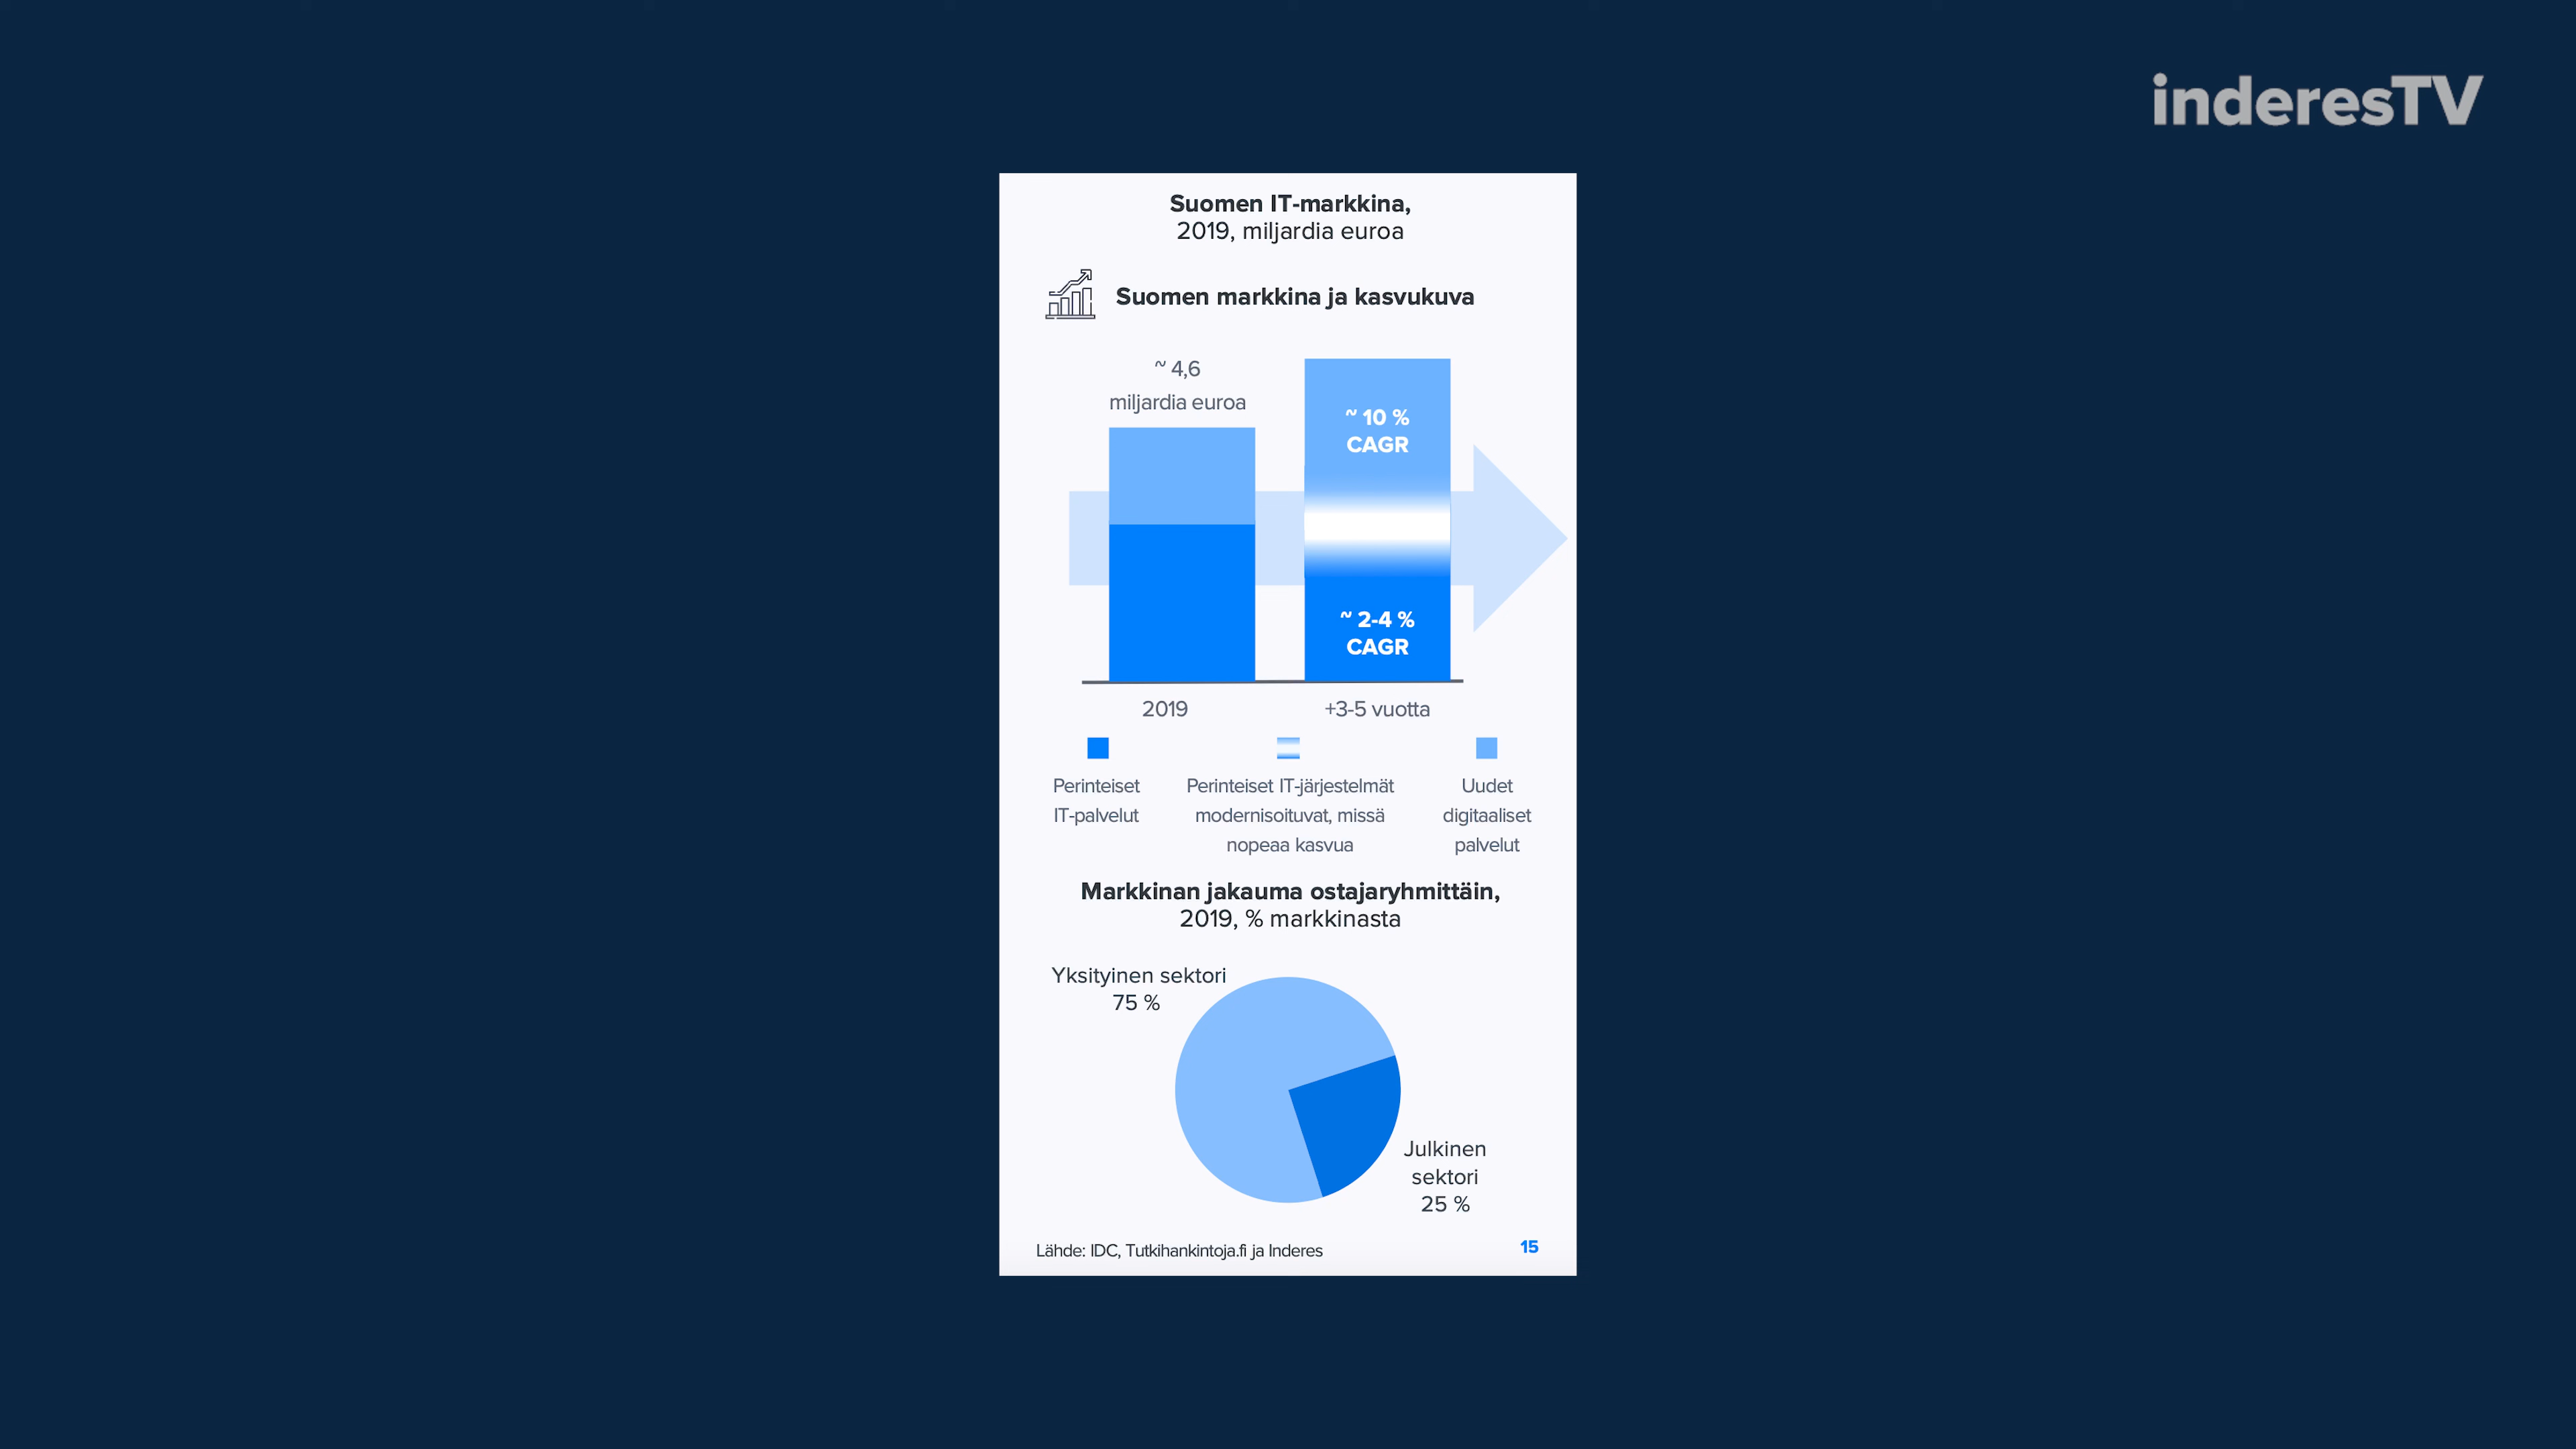 inderesTV
Suomen IT-markkina,
2019, miljardia euroa
Suomen markkina ja kasvukuva
~ 4,6
miljardia euroa
~ 10 %
CAGR
~ 2-4 %
CAGR
2019
+3-5 vuotta
Perinteiset
IT-palvelut
Perinteiset IT-järjestelmät
modernisoituvat, missä
nopeaa kasvua
Uudet
digitaaliset
palvelut
Markkinan jakauma ostajaryhmittäin,
2019, % markkinasta
Yksityinen sektori
75 %
Julkinen
sektori
25 %
Lähde: IDC, Tutkihankintoja.fi ja Inderes
15